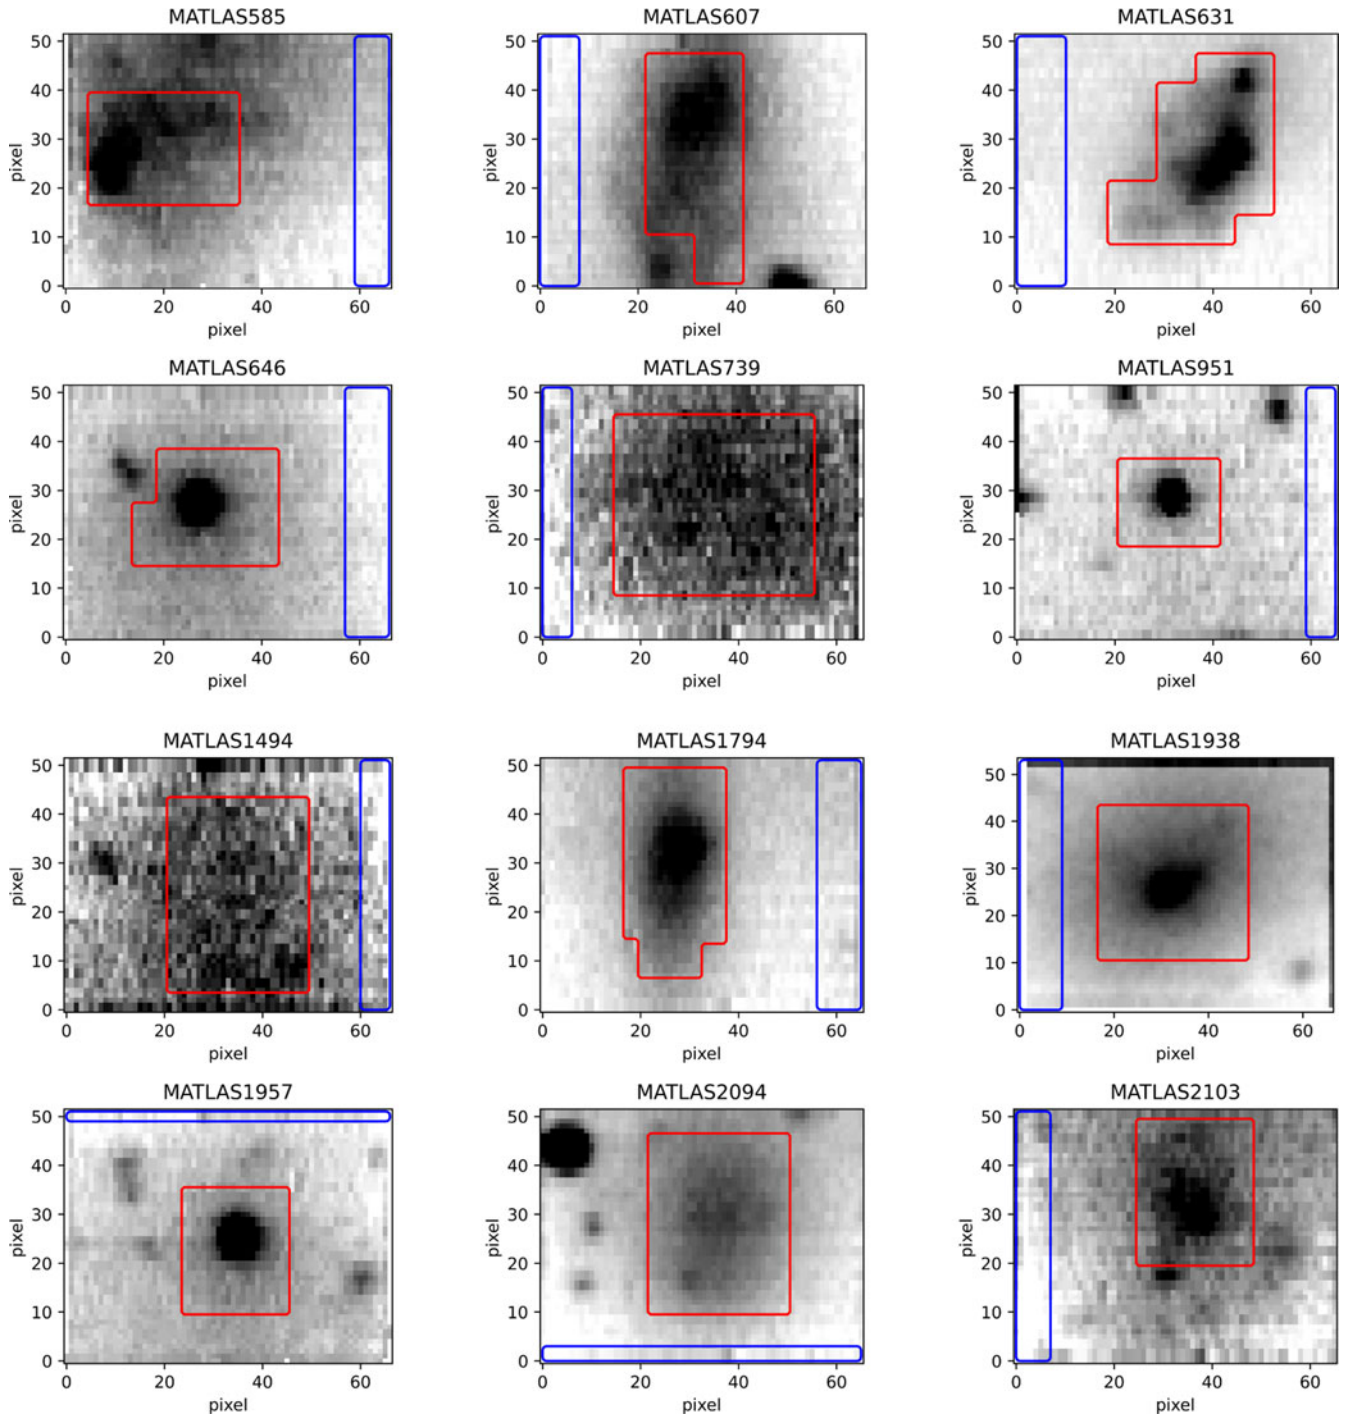 MATLAS585 MATLAS607 MATLAS631
50 50 50
40 40 40
30 30 30
20 20 20
10 10 10
0 0 0
pixel pixel pixel
0 20 40 60 0 20 40 60 0 20 40 60
pixel pixel pixel
MATLAS646 MATLAS739 MATLAS951
50 50 50
40 40 40
30 30 30
20 20 20
10 10 10
0 0 0
pixel pixel pixel
0 20 40 60 0 20 40 60 0 20 40 60
pixel pixel pixel
MATLAS1494 MATLAS1794 MATLAS1938
50 50 50
40 40 40
30 30 30
20 20 20
10 10 10
0 0 0
pixel pixel pixel
0 20 40 60 0 20 40 60 0 20 40 60
pixel pixel pixel
MATLAS1957 MATLAS2094 MATLAS2103
50 50 50
40 40 40
30 30 30
20 20 20
10 10 10
0 0 0
pixel pixel pixel
0 20 40 60 0 20 40 60 0 20 40 60
pixel pixel pixel